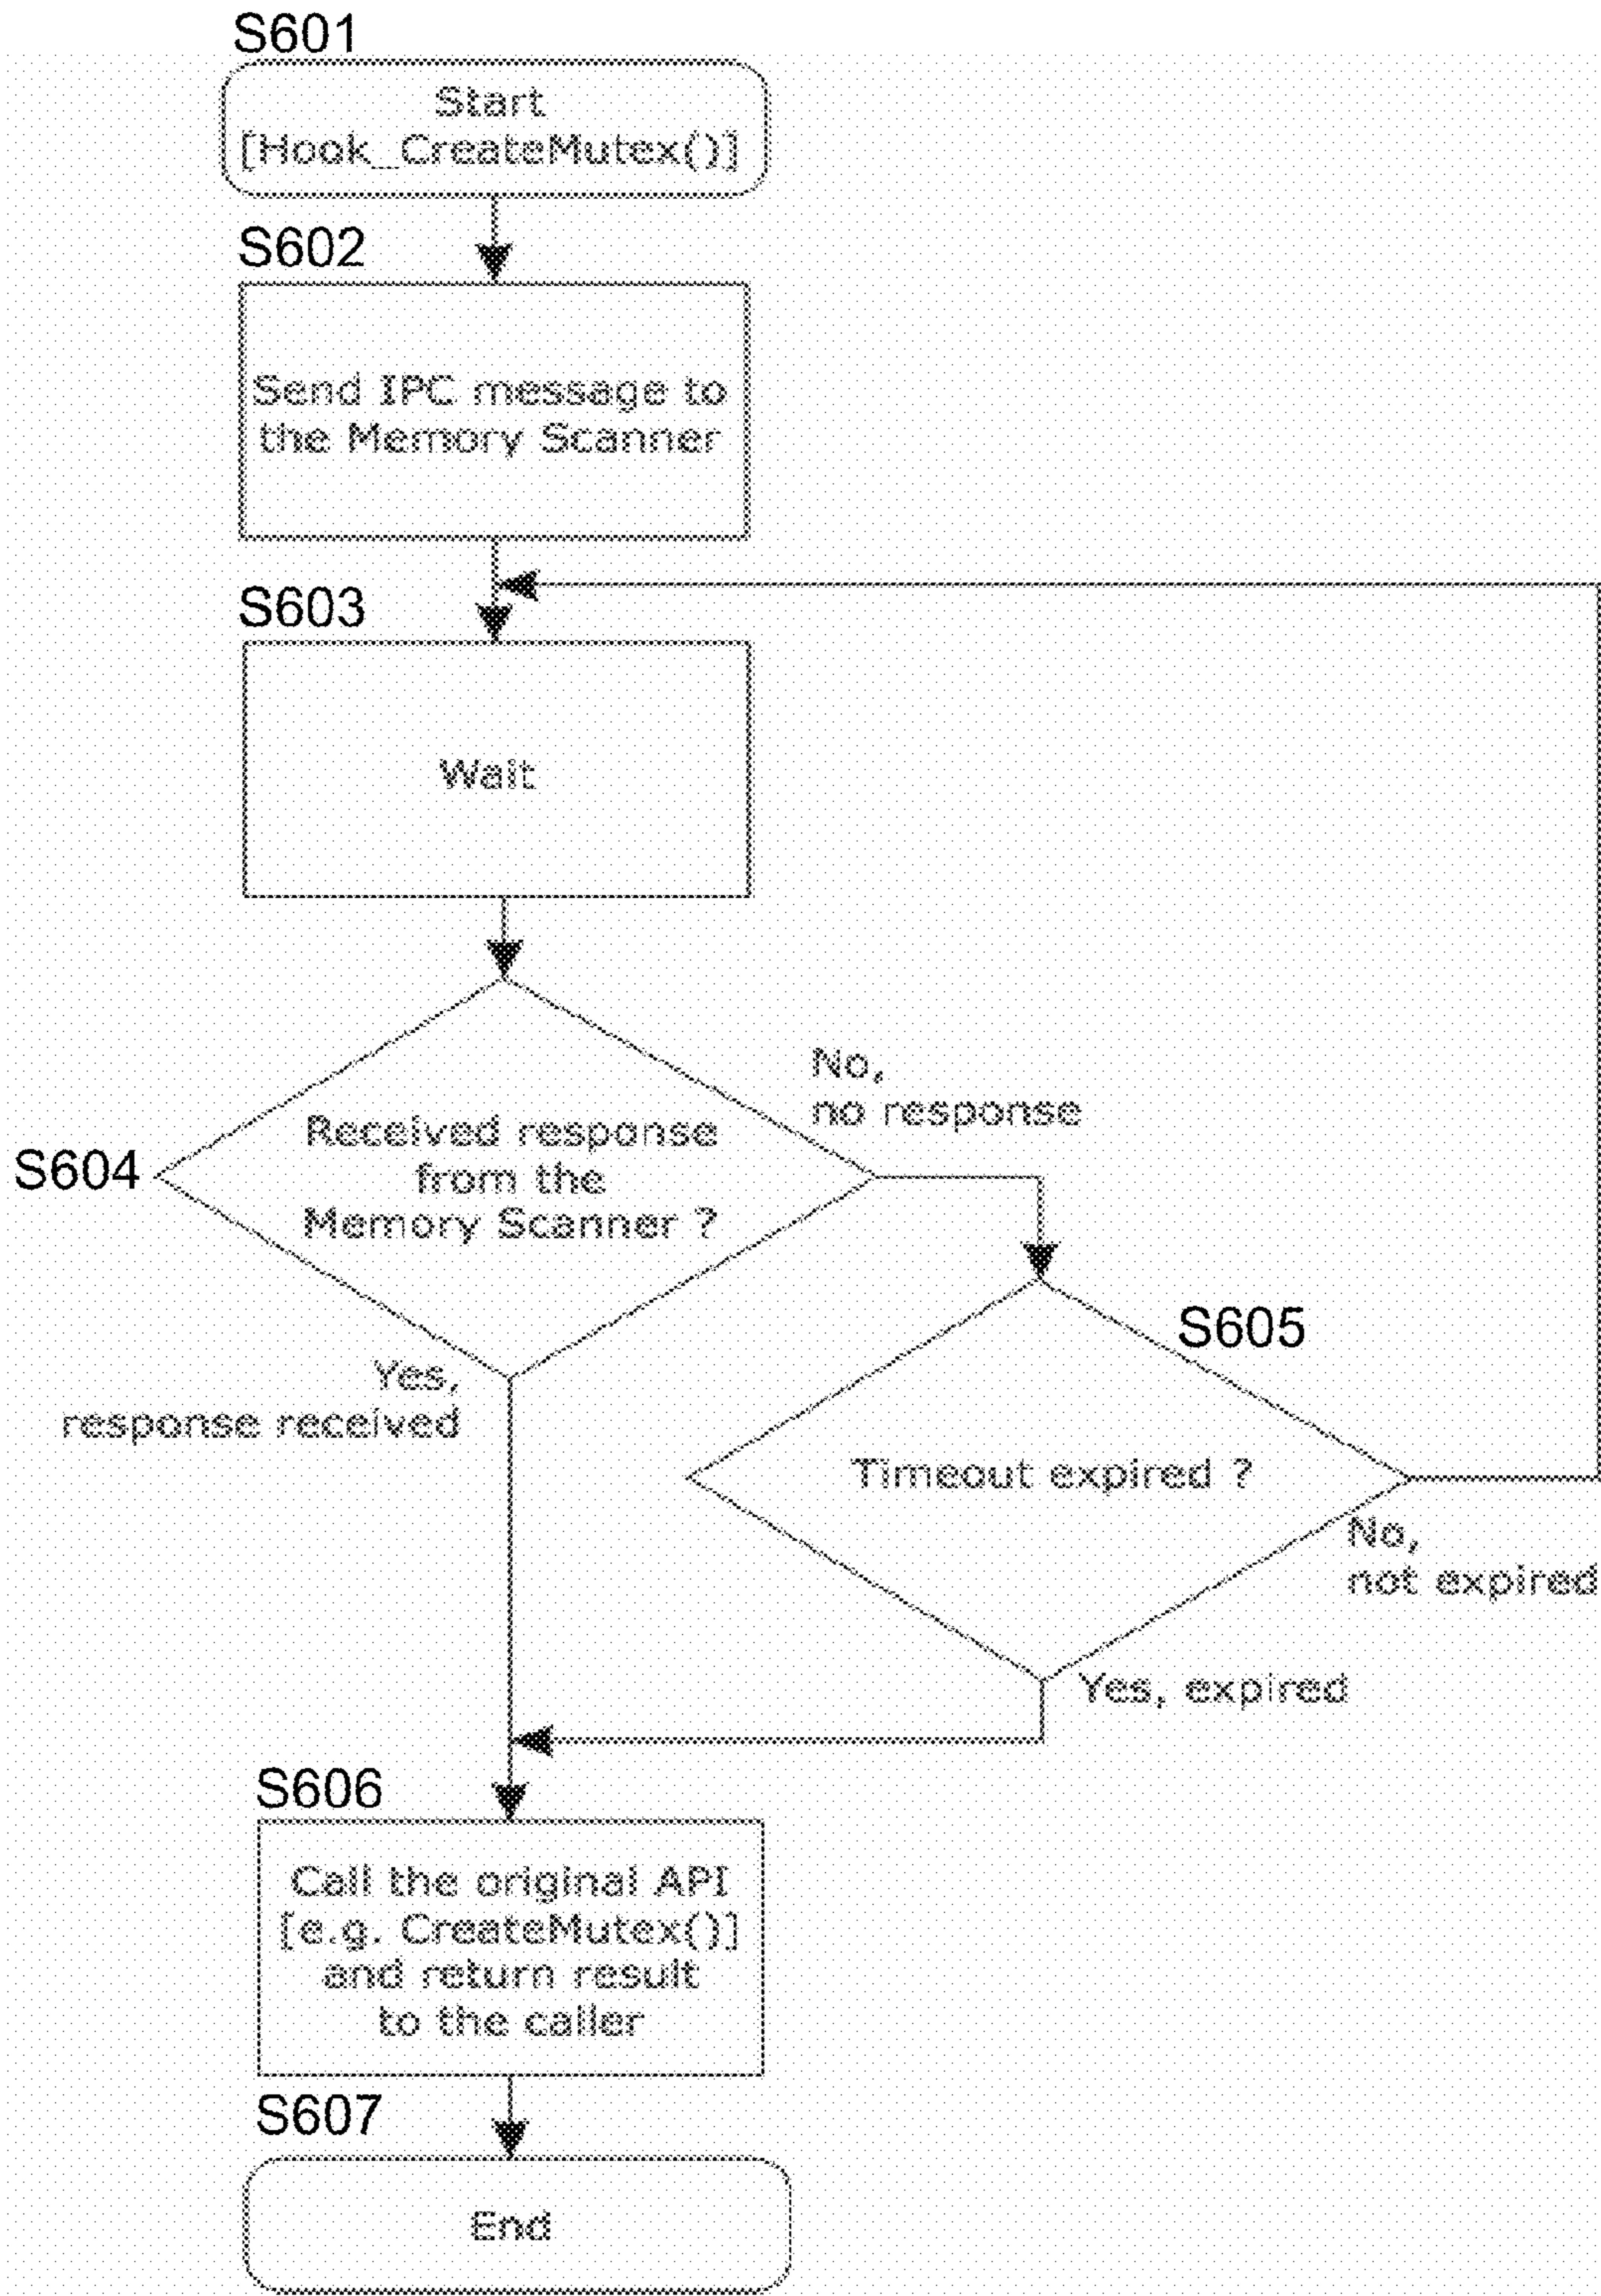 S601
Start
[Hook_CreateMutex()]
S602
Send IPC message to
the Memory Scanner
S603
Wait
S604
Received response
from the
Memory Scanner ?
No,
no response
Yes,
response received
S605
Timeout expired ?
No,
not expired
Yes, expired
S606
Call the original API
[e.g. CreateMutex()]
and return result
to the caller
S607
End